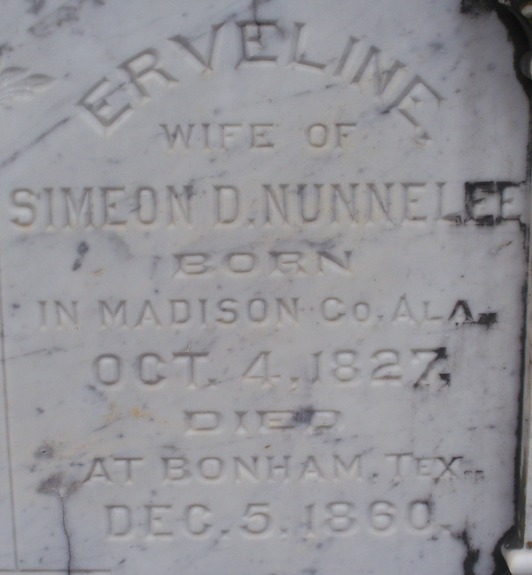 ERVELINE,
WIFE OF
SIMEON D. NUNNELEE
BORN
IN MADISON CO. ALA.
OCT. 4, 1827,
DIED
AT BONHAM, TEX.
DEC. 5, 1860.